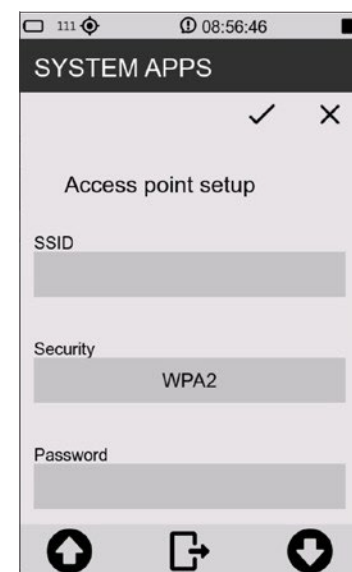 111 08:56:46
SYSTEM APPS
Access point setup
SSID
Security
WPA2
Password